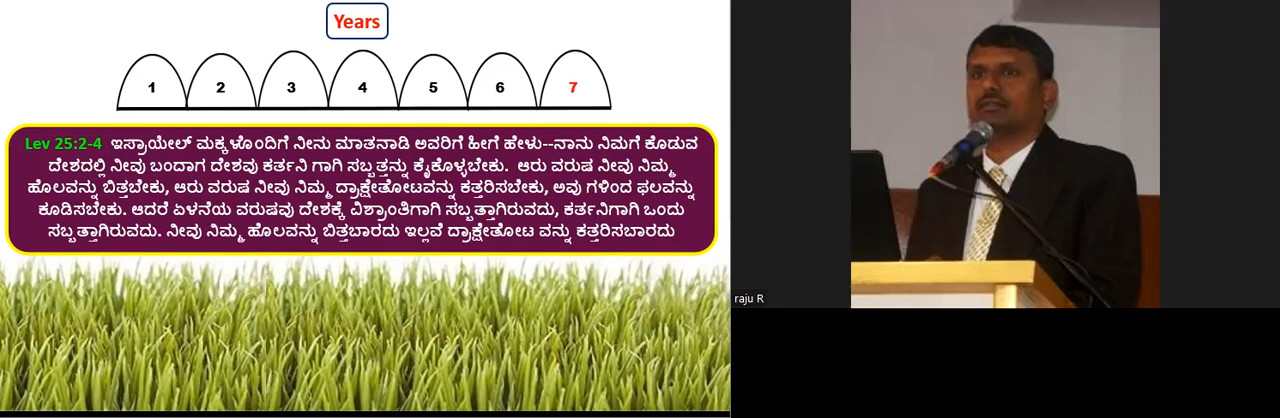 Years
1 2 3 4 5 6 7
Lev 25:2-4 ಇಸ್ರಾಯೇಲ್ ಮಕ್ಕಳೊಂದಿಗೆ ನೀನು ಮಾತನಾಡಿ ಅವರಿಗೆ ಹೀಗೆ ಹೇಳು--ನಾನು ನಿಮಗೆ ಕೊಡುವ
ದೇಶದಲ್ಲಿ ನೀವು ಬಂದಾಗ ದೇಶವು ಕರ್ತನಿ ಗಾಗಿ ಸಬ್ಬತ್ತನ್ನು ಕೈಕೊಳ್ಳಬೇಕು. ಆರು ವರುಷ ನೀವು ನಿಮ್ಮ
ಹೊಲವನ್ನು ಬಿತ್ತಬೇಕು, ಆರು ವರುಷ ನೀವು ನಿಮ್ಮ ದ್ರಾಕ್ಷೇತೋಟವನ್ನು ಕತ್ತರಿಸಬೇಕು, ಅವು ಗಳಿಂದ ಫಲವನ್ನು
ಕೂಡಿಸಬೇಕು. ಆದರೆ ಏಳನೆಯ ವರುಷವು ದೇಶಕ್ಕೆ ವಿಶ್ರಾಂತಿಗಾಗಿ ಸಬ್ಬತ್ತಾಗಿರುವದು, ಕರ್ತನಿಗಾಗಿ ಒಂದು
ಸಬ್ಬತ್ತಾಗಿರುವದು. ನೀವು ನಿಮ್ಮ ಹೊಲವನ್ನು ಬಿತ್ತಬಾರದು ಇಲ್ಲವೆ ದ್ರಾಕ್ಷೇತೋಟ ವನ್ನು ಕತ್ತರಿಸಬಾರದು
raju R